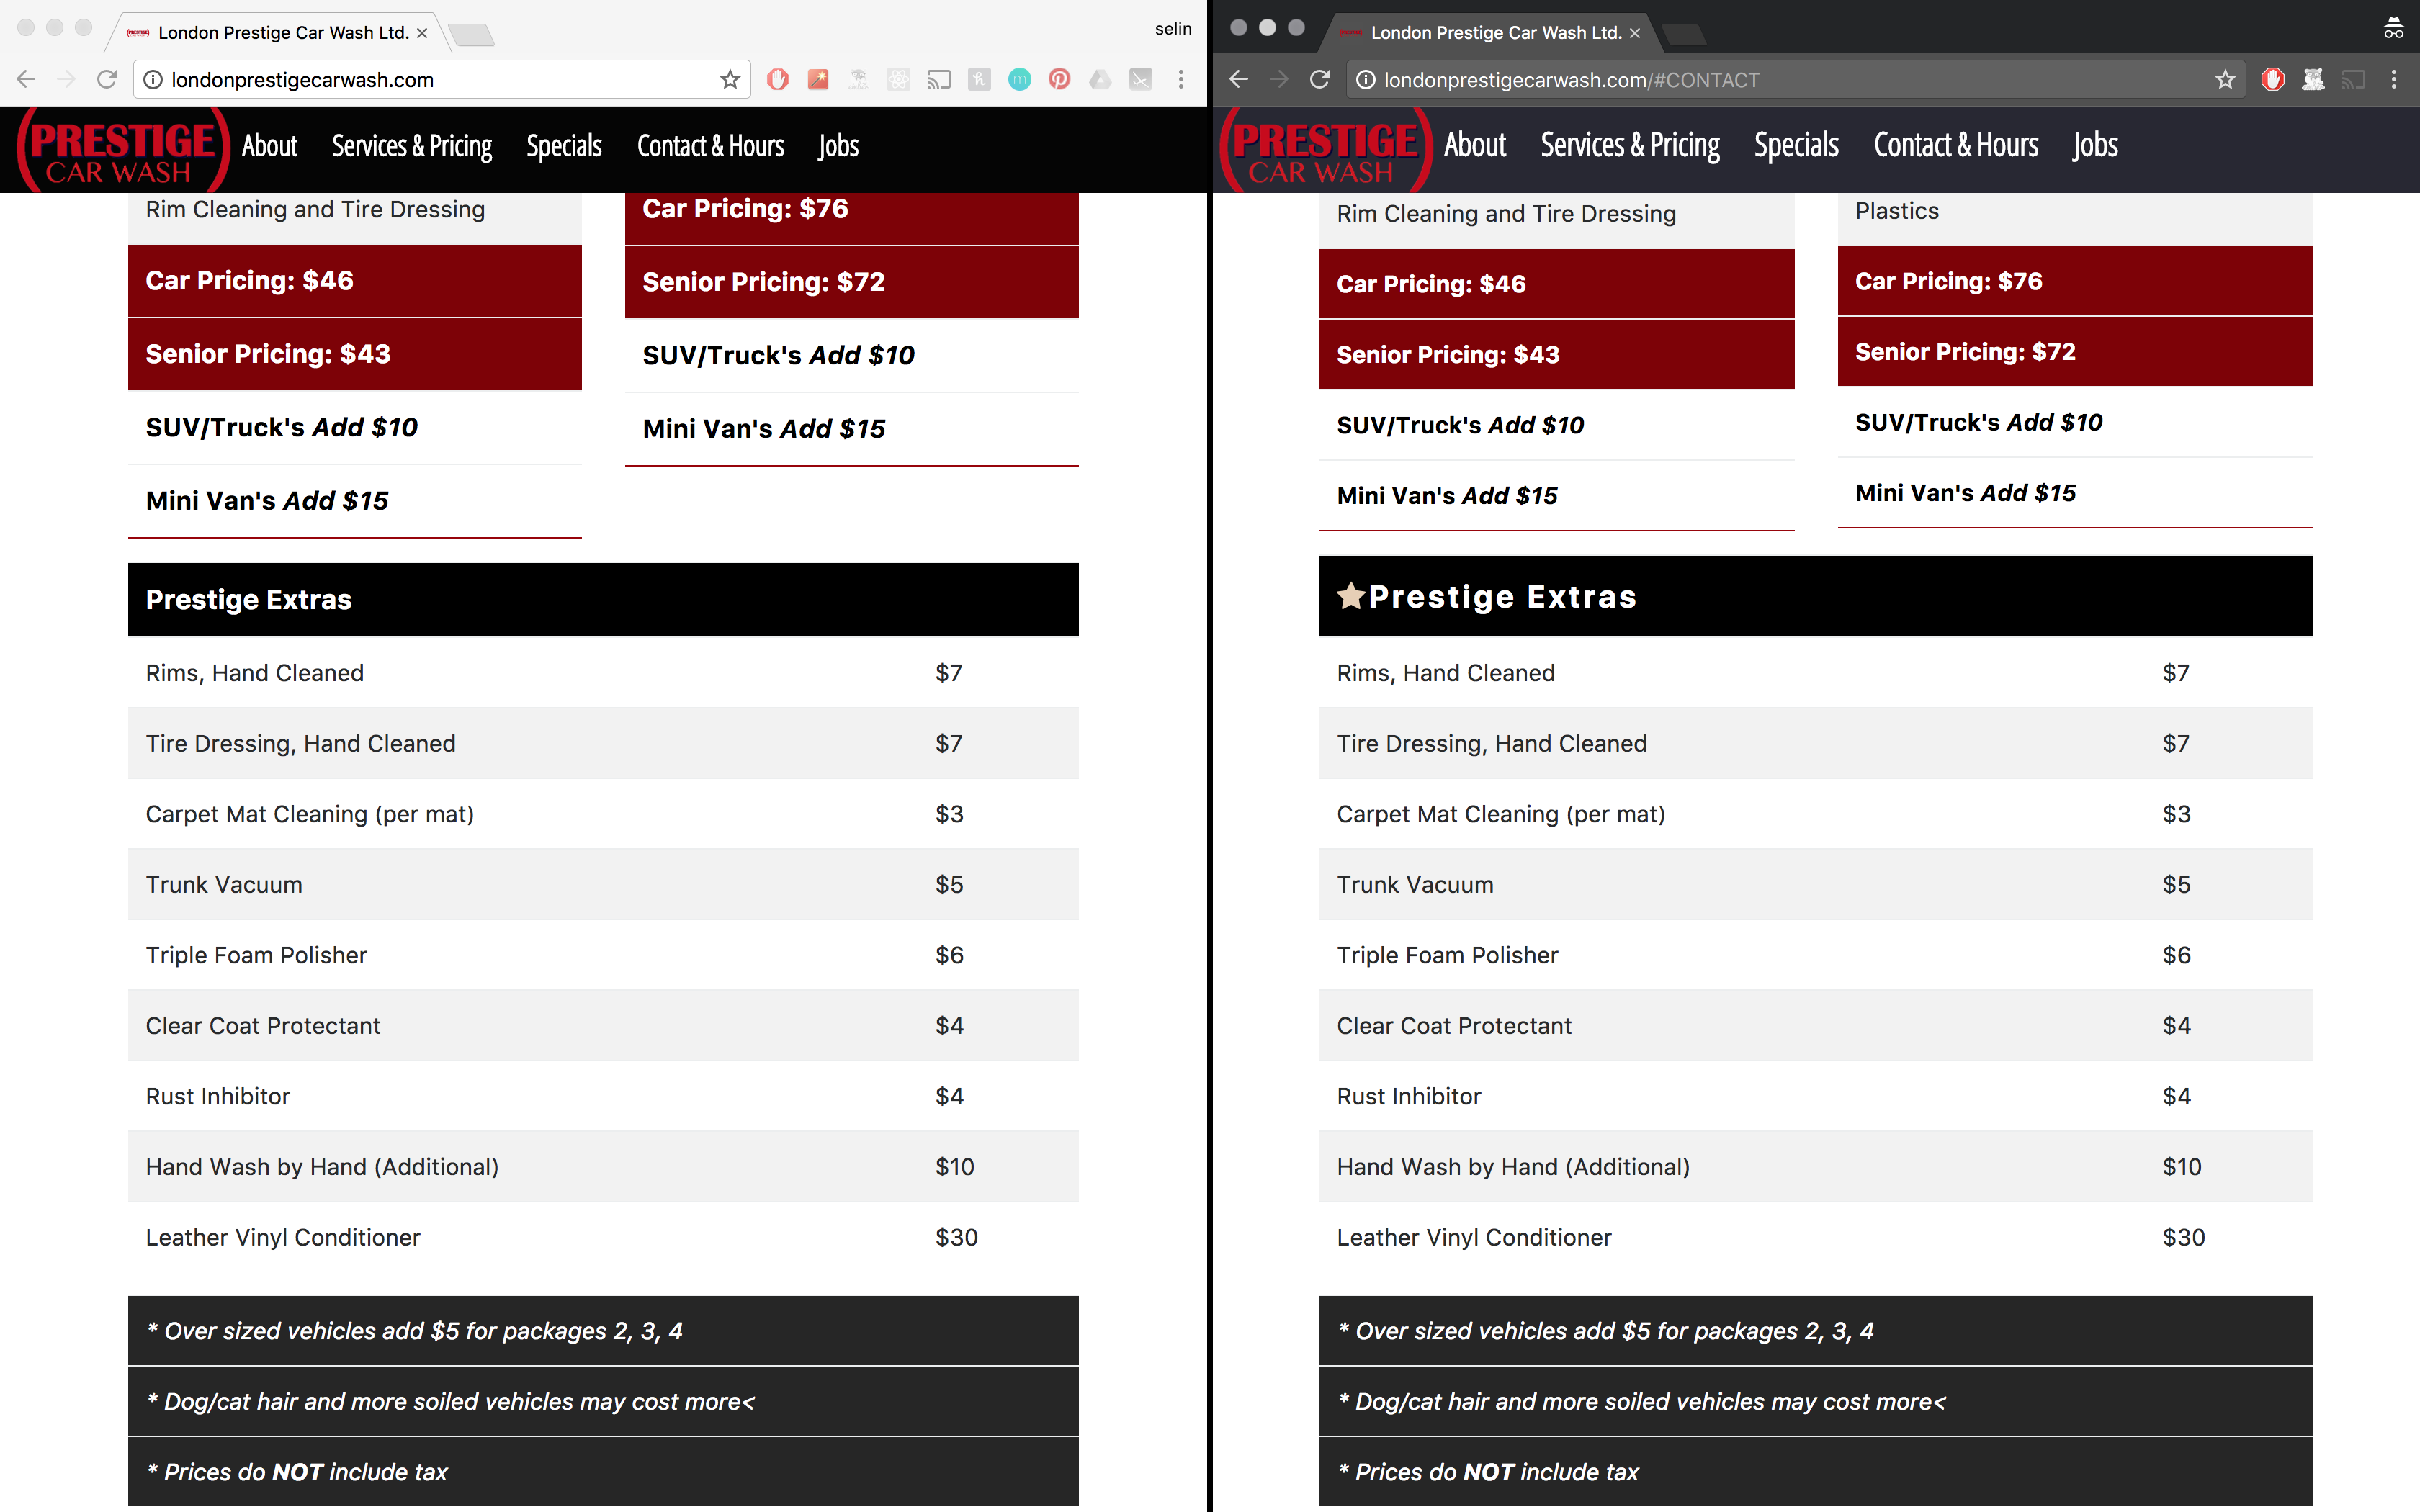 London Prestige Car Wash Ltd.
selin
londonprestigecarwash.com
PRESTIGE
CAR WASH
About Services & Pricing Specials Contact & Hours Jobs
Rim Cleaning and Tire Dressing
Car Pricing: $46
Senior Pricing: $43
SUV/Truck's Add $10
Mini Van's Add $15
Car Pricing: $76
Senior Pricing: $72
SUV/Truck's Add $10
Mini Van's Add $15
Prestige Extras
Rims, Hand Cleaned $7
Tire Dressing, Hand Cleaned $7
Carpet Mat Cleaning (per mat) $3
Trunk Vacuum $5
Triple Foam Polisher $6
Clear Coat Protectant $4
Rust Inhibitor $4
Hand Wash by Hand (Additional) $10
Leather Vinyl Conditioner $30
* Over sized vehicles add $5 for packages 2, 3, 4
* Dog/cat hair and more soiled vehicles may cost more<
* Prices do NOT include tax
London Prestige Car Wash Ltd.
londonprestigecarwash.com/#CONTACT
PRESTIGE
CAR WASH
About Services & Pricing Specials Contact & Hours Jobs
Rim Cleaning and Tire Dressing
Car Pricing: $46
Senior Pricing: $43
SUV/Truck's Add $10
Mini Van's Add $15
Plastics
Car Pricing: $76
Senior Pricing: $72
SUV/Truck's Add $10
Mini Van's Add $15
Prestige Extras
Rims, Hand Cleaned $7
Tire Dressing, Hand Cleaned $7
Carpet Mat Cleaning (per mat) $3
Trunk Vacuum $5
Triple Foam Polisher $6
Clear Coat Protectant $4
Rust Inhibitor $4
Hand Wash by Hand (Additional) $10
Leather Vinyl Conditioner $30
* Over sized vehicles add $5 for packages 2, 3, 4
* Dog/cat hair and more soiled vehicles may cost more<
* Prices do NOT include tax